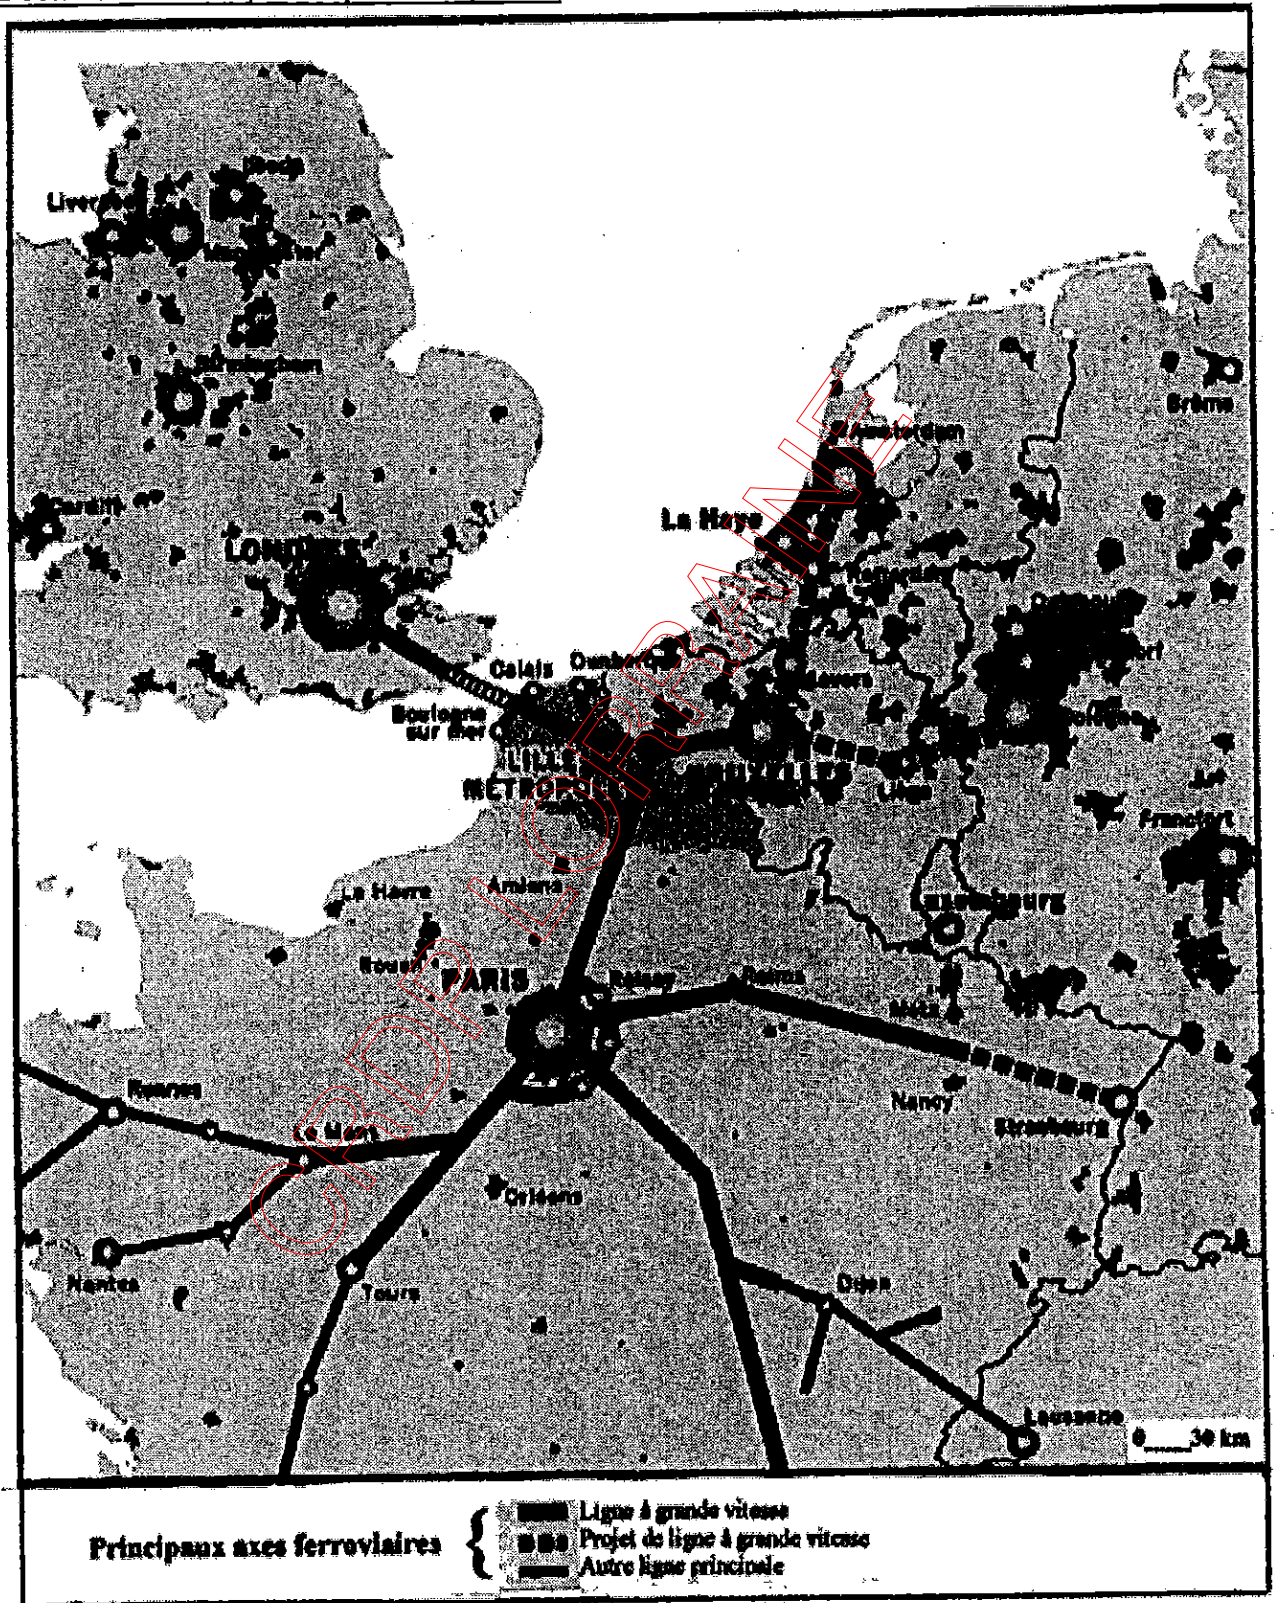 Leeds
Liverpool
Manchester
Birmingham
Brême
Amsterdam
Cardiff
La Haye
LONDRES
Calais
Dunkerque
Anvers
Boulogne
sur mer
Cologne
LILLE
METROPOLE
BRUXELLES
Liège
Francfort
Le Havre
Amiens
Luxembourg
Rouen
PARIS
Roissy
Reims
Metz
Rennes
Nancy
Le Mans
Strasbourg
Orléans
Nantes
Tours
Dijon
Lausanne
0 30 km
CRDP LORRAINE
Principaux axes ferroviaires
Ligne à grande vitesse
Projet de ligne à grande vitesse
Autre ligne principale